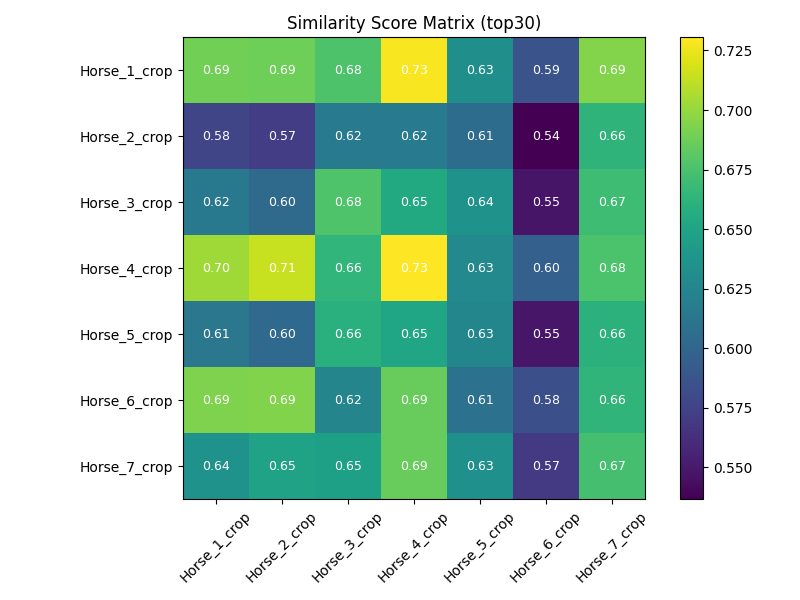 Similarity Score Matrix (top30)
Horse_1_crop 0.69 0.69 0.68 0.73 0.63 0.59 0.69
Horse_2_crop 0.58 0.57 0.62 0.62 0.61 0.54 0.66
Horse_3_crop 0.62 0.60 0.68 0.65 0.64 0.55 0.67
Horse_4_crop 0.70 0.71 0.66 0.73 0.63 0.60 0.68
Horse_5_crop 0.61 0.60 0.66 0.65 0.63 0.55 0.66
Horse_6_crop 0.69 0.69 0.62 0.69 0.61 0.58 0.66
Horse_7_crop 0.64 0.65 0.65 0.69 0.63 0.57 0.67
Horse_1_crop Horse_2_crop Horse_3_crop Horse_4_crop Horse_5_crop Horse_6_crop Horse_7_crop
0.725
0.700
0.675
0.650
0.625
0.600
0.575
0.550